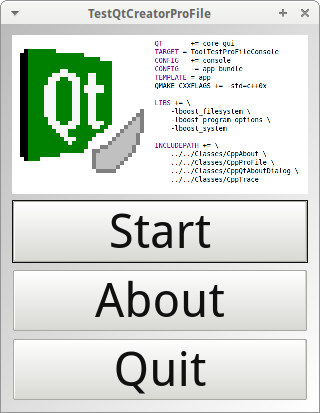 TestQtCreatorProFile
Qt
QT += core gui
TARGET = ToolTestProFileConsole
CONFIG += console
CONFIG -= app_bundle
TEMPLATE = app
QMAKE_CXXFLAGS += -std=c++0x
LIBS += \
-lboost_filesystem \
-lboost_program_options \
-lboost_system
INCLUDEPATH += \
../../Classes/CppAbout \
../../Classes/CppProFile \
../../Classes/CppQtAboutDialog \
../../Classes/CppTrace
Start
About
Quit